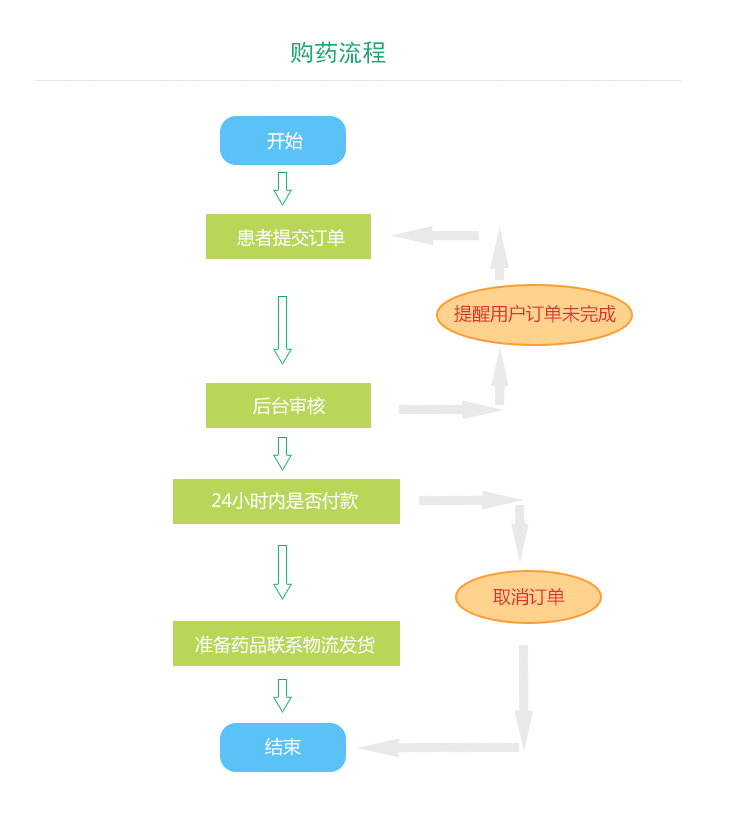 购药流程
开始
患者提交订单
提醒用户订单未完成
后台审核
24小时内是否付款
取消订单
准备药品联系物流发货
结束